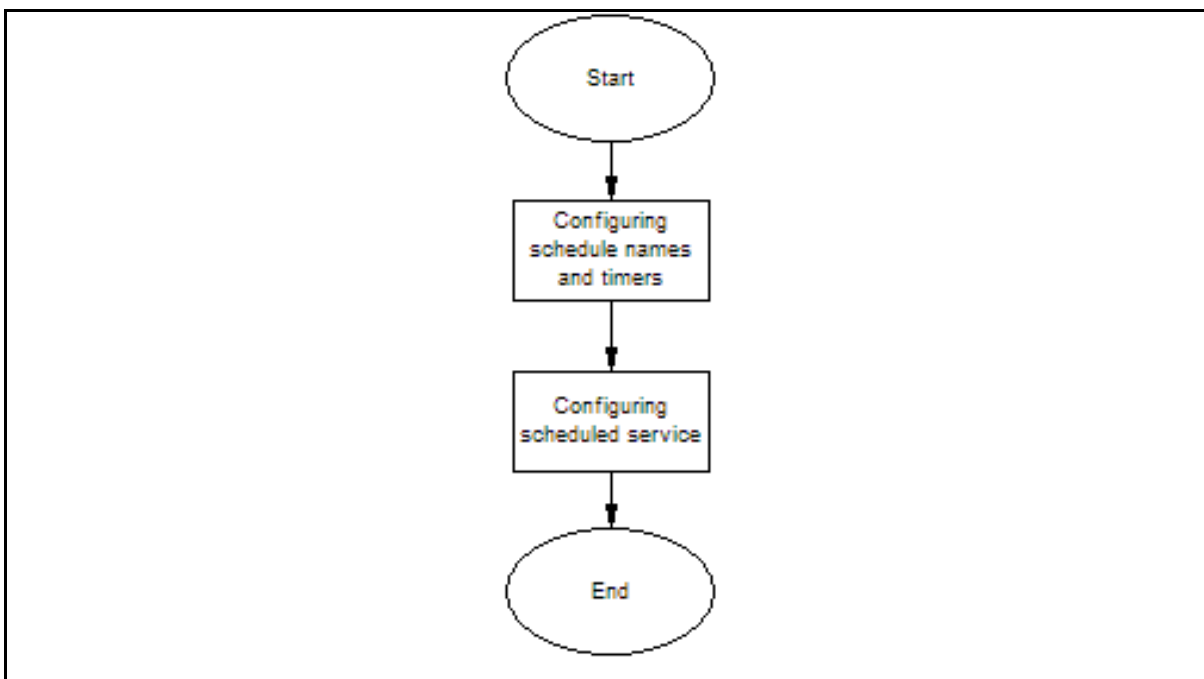 Start
Configuring
schedule names
and timers
Configuring
scheduled service
End